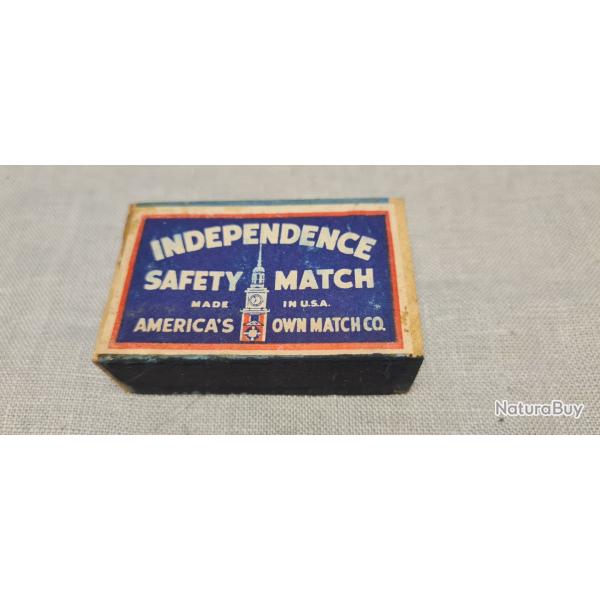 INDEPENDENCE
SAFETY MATCH
MADE IN U.S.A.
AMERICA'S OWN MATCH CO.
NaturaBuy